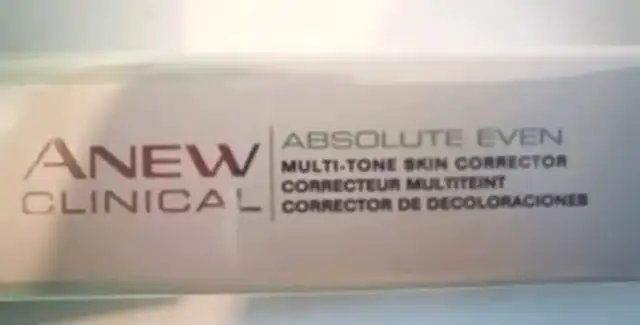 ANEW
CLINICAL
ABSOLUTE EVEN
MULTI-TONE SKIN CORRECTOR
CORRECTEUR MULTITEINT
CORRECTOR DE DECOLORACIONES